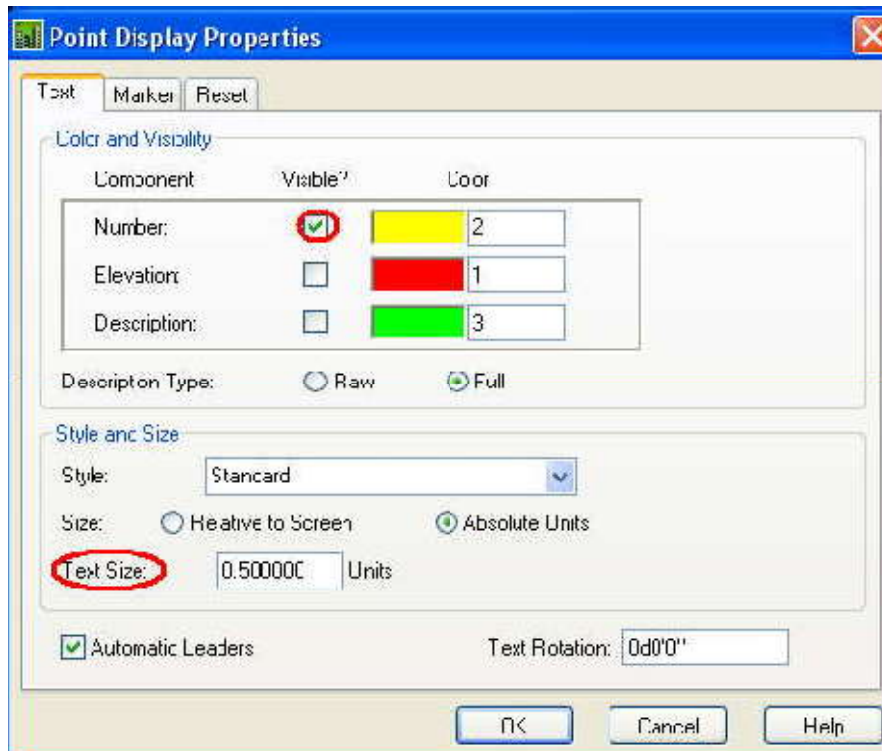 Point Display Properties
Text Marker Reset
Color and Visibility
Component Visible? Color
Number: 2
Elevation: 1
Description: 3
Description Type: Raw Full
Style and Size
Style: Standard
Size: Relative to Screen Absolute Units
Text Size: 0.500000 Units
Automatic Leaders Text Rotation: 0d0'0"
OK Cancel Help